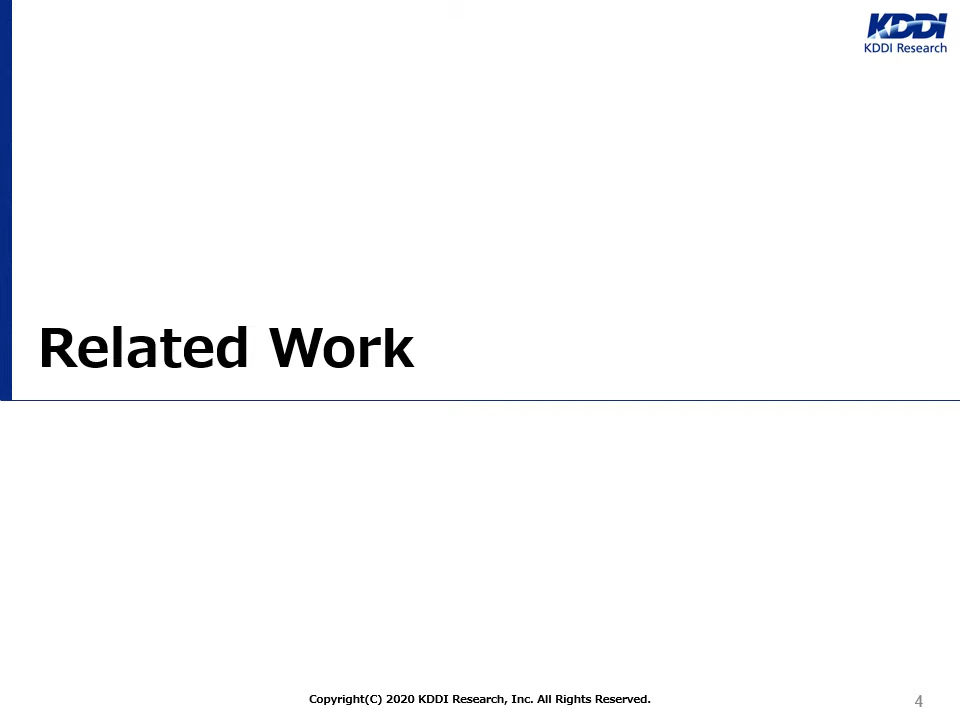 KDDI
KDDI Research
Related Work
Copyright(C) 2020 KDDI Research, Inc. All Rights Reserved.
4